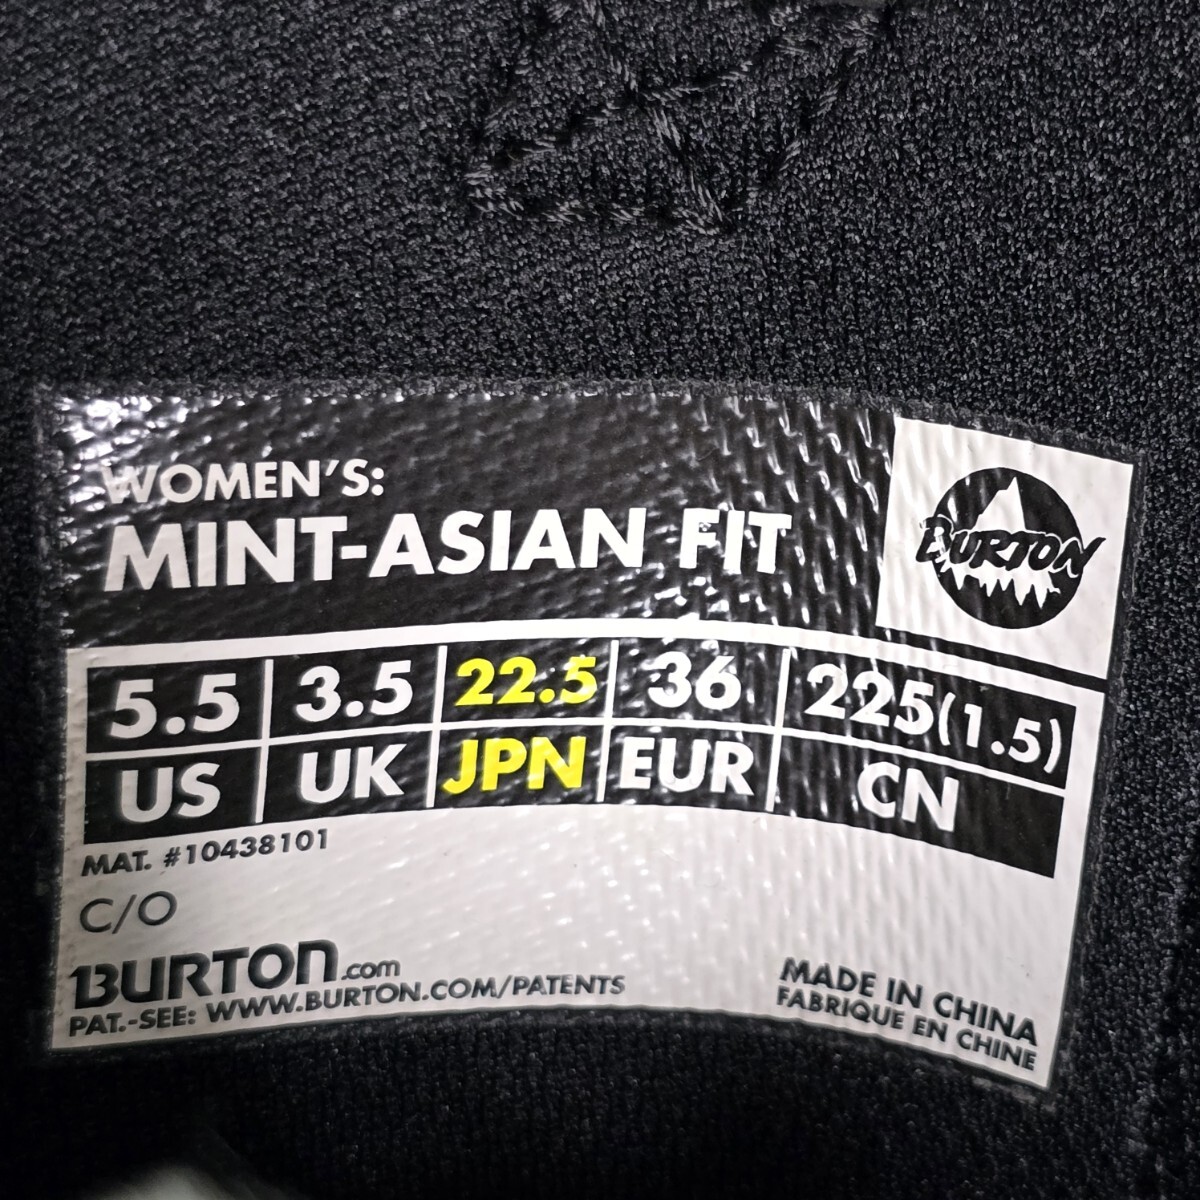 WOMEN'S:
MINT-ASIAN FIT
BURTON
5.5 3.5 22.5 36 225(1.5)
US UK JPN EUR CN
MAT. #10438101
C/O
BURTON.com
PAT.-SEE: WWW.BURTON.COM/PATENTS
MADE IN CHINA
FABRIQUE EN CHINE